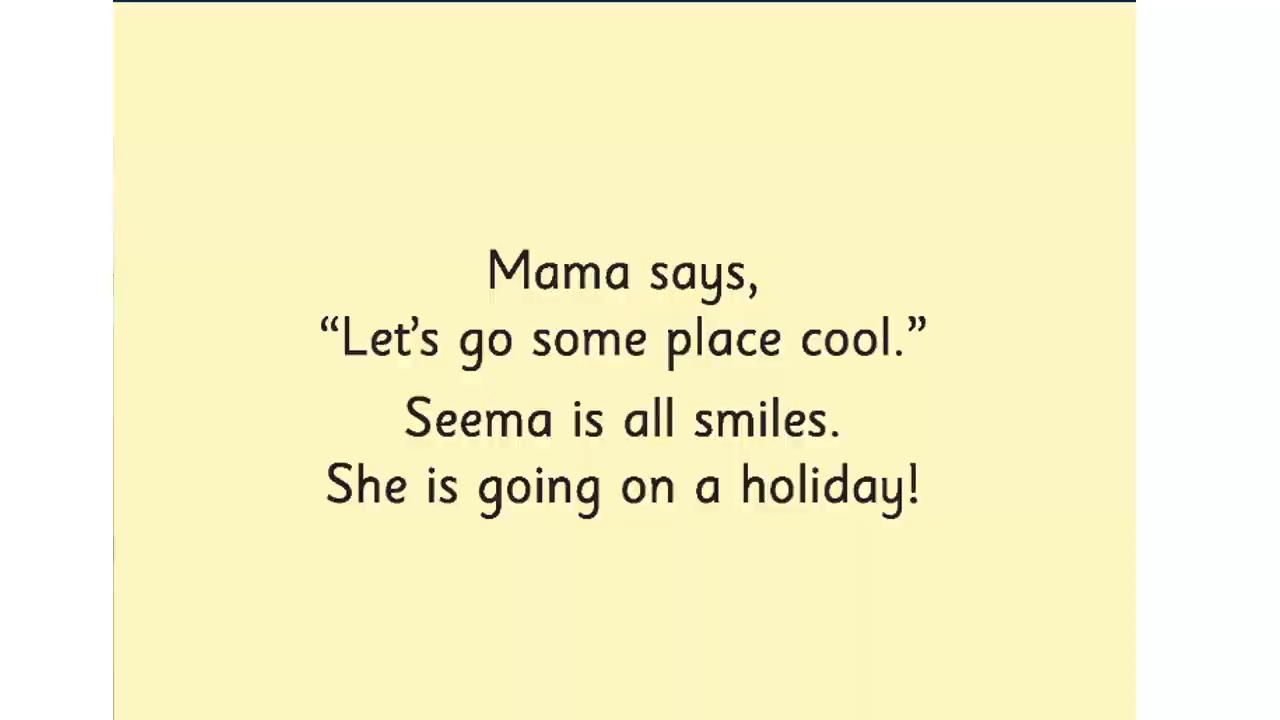 Mama says,
“Let’s go some place cool.”
Seema is all smiles.
She is going on a holiday!